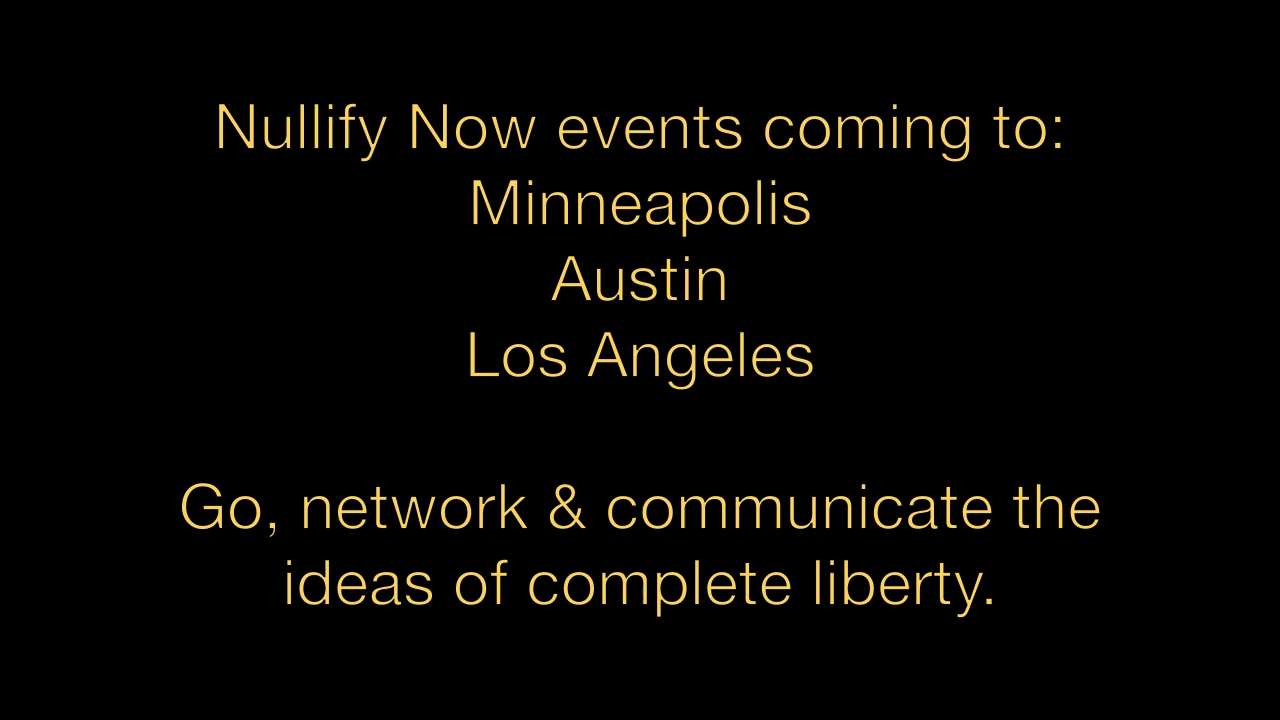 Nullify Now events coming to:
Minneapolis
Austin
Los Angeles
Go, network & communicate the
ideas of complete liberty.